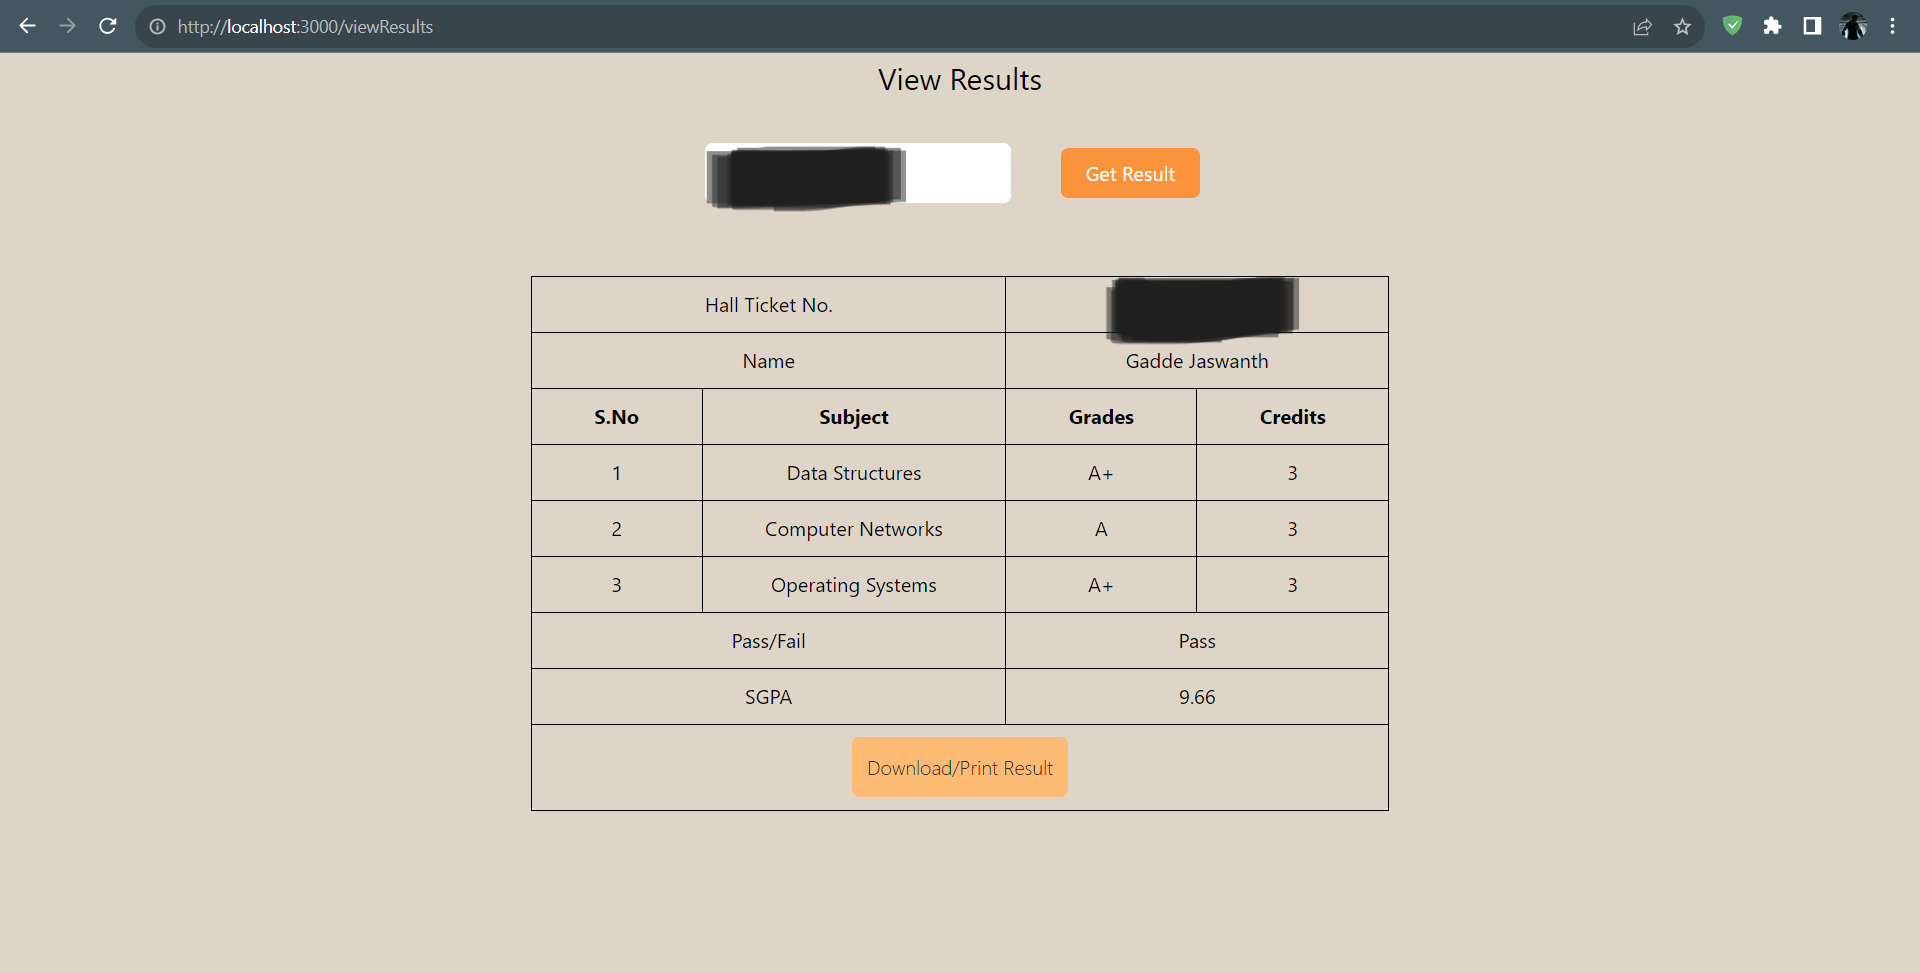 http://localhost:3000/viewResults
View Results
Get Result
Hall Ticket No.
Name Gadde Jaswanth
S.No Subject Grades Credits
1 Data Structures A+ 3
2 Computer Networks A 3
3 Operating Systems A+ 3
Pass/Fail Pass
SGPA 9.66
Download/Print Result